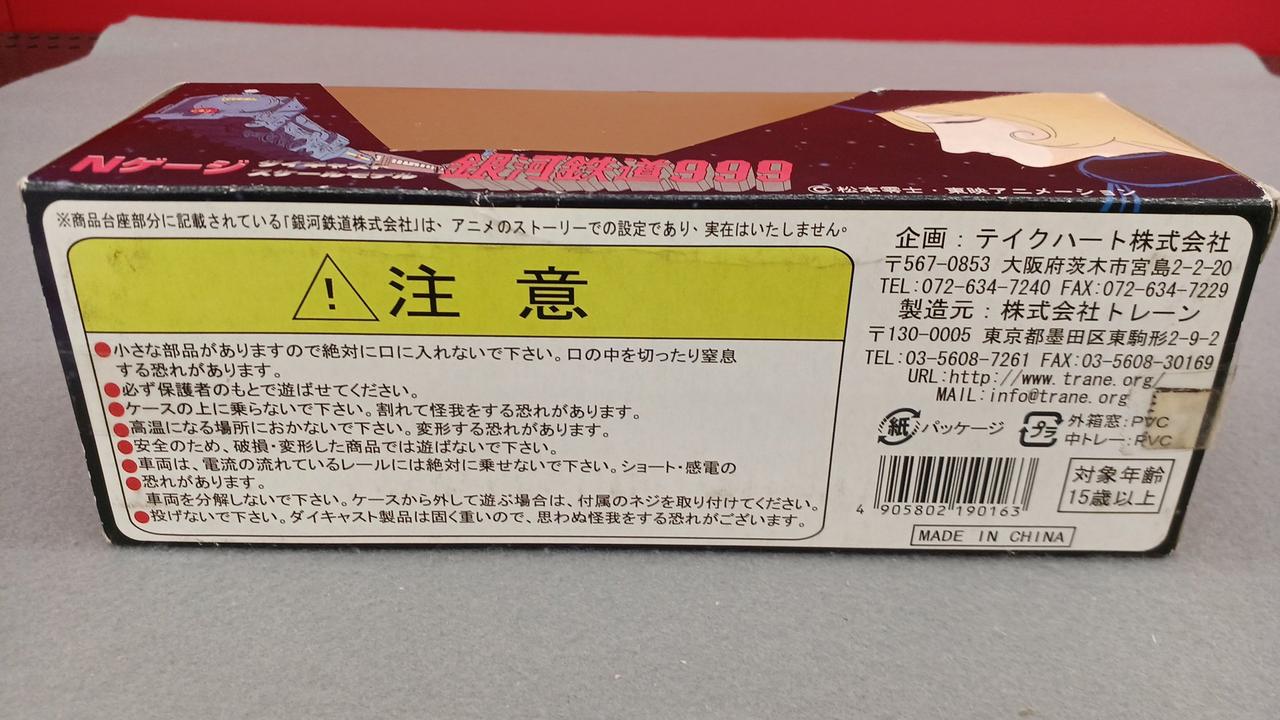 Nゲージ
ダイキャスト
スケールモデル
銀河鉄道999
© 松本零士・東映アニメーション
※商品台座部分に記載されている「銀河鉄道株式会社」は、アニメのストーリーでの設定であり、実在はいたしません。
注 意
●小さな部品がありますので絶対に口に入れないで下さい。口の中を切ったり窒息
する恐れがあります。
●必ず保護者のもとで遊ばせてください。
●ケースの上に乗らないで下さい。割れて怪我をする恐れがあります。
●高温になる場所におかないで下さい。変形する恐れがあります。
●安全のため、破損・変形した商品では遊ばないで下さい。
●車両は、電流の流れているレールには絶対に乗せないで下さい。ショート・感電の
●恐れがあります。
車両を分解しないで下さい。ケースから外して遊ぶ場合は、付属のネジを取り付けてください。
●投げないで下さい。ダイキャスト製品は固く重いので、思わぬ怪我をする恐れがございます。
企画：テイクハート株式会社
〒567-0853 大阪府茨木市宮島2-2-20
TEL:072-634-7240 FAX:072-634-7229
製造元：株式会社トレーン
〒130-0005 東京都墨田区東駒形2-9-2
TEL:03-5608-7261 FAX:03-5608-30169
URL:http://www.trane.org/
MAIL:info@trane.org
紙 パッケージ
プラ 外箱窓:PVC
中トレー:PVC
4 905802 190163
対象年齢
15歳以上
MADE IN CHINA